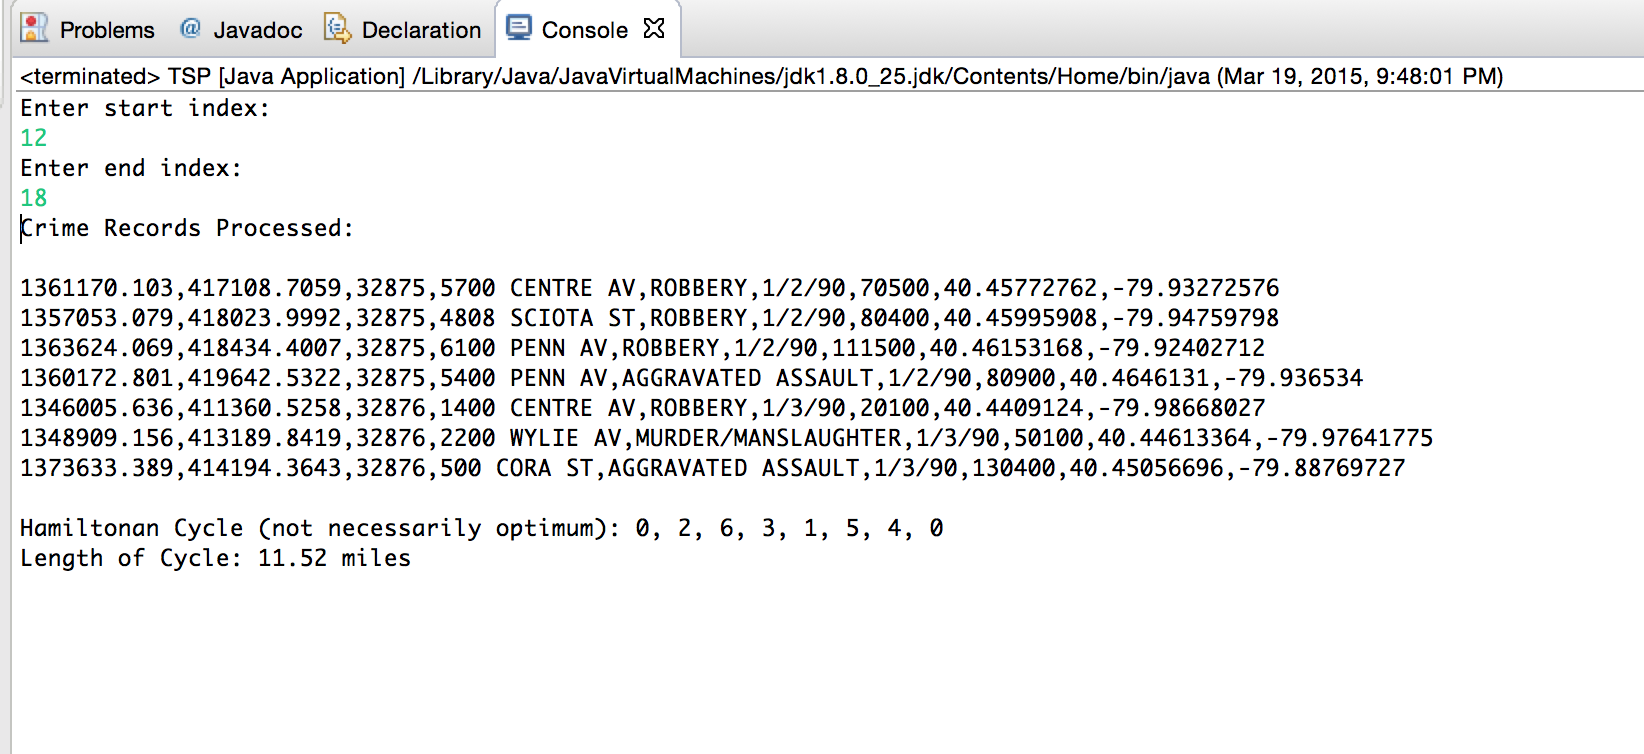 Problems @ Javadoc Declaration Console
<terminated> TSP [Java Application] /Library/Java/JavaVirtualMachines/jdk1.8.0_25.jdk/Contents/Home/bin/java (Mar 19, 2015, 9:48:01 PM)
Enter start index:
12
Enter end index:
18
Crime Records Processed:
1361170.103,417108.7059,32875,5700 CENTRE AV,ROBBERY,1/2/90,70500,40.45772762,-79.93272576
1357053.079,418023.9992,32875,4808 SCIOTA ST,ROBBERY,1/2/90,80400,40.45995908,-79.94759798
1363624.069,418434.4007,32875,6100 PENN AV,ROBBERY,1/2/90,111500,40.46153168,-79.92402712
1360172.801,419642.5322,32875,5400 PENN AV,AGGRAVATED ASSAULT,1/2/90,80900,40.4646131,-79.936534
1346005.636,411360.5258,32876,1400 CENTRE AV,ROBBERY,1/3/90,20100,40.4409124,-79.98668027
1348909.156,413189.8419,32876,2200 WYLIE AV,MURDER/MANSLAUGHTER,1/3/90,50100,40.44613364,-79.97641775
1373633.389,414194.3643,32876,500 CORA ST,AGGRAVATED ASSAULT,1/3/90,130400,40.45056696,-79.88769727
Hamiltonan Cycle (not necessarily optimum): 0, 2, 6, 3, 1, 5, 4, 0
Length of Cycle: 11.52 miles